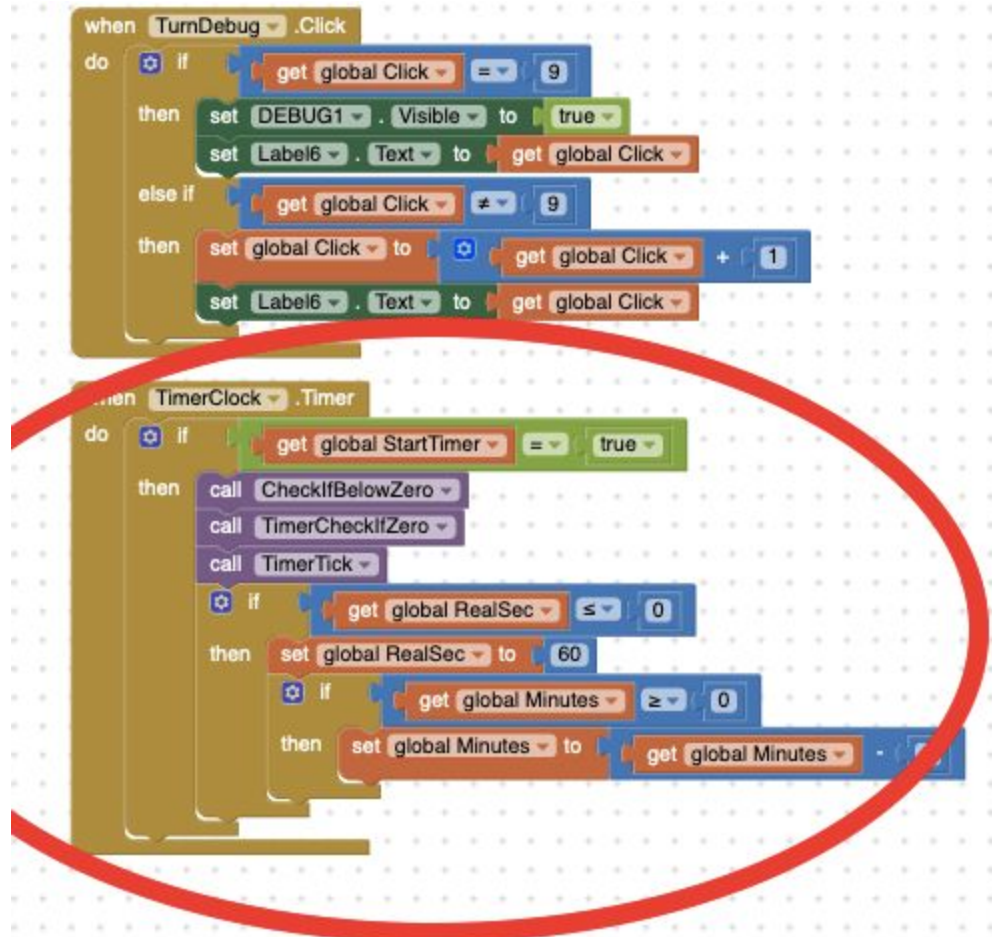 when TurnDebug .Click
do if get global Click = 9
then set DEBUG1 . Visible to true
set Label6 . Text to get global Click
else if get global Click ≠ 9
then set global Click to get global Click + 1
set Label6 . Text to get global Click
TimerClock .Timer
do if get global StartTimer = true
then call CheckIfBelowZero
call TimerCheckIfZero
call TimerTick
if get global RealSec ≤ 0
then set global RealSec to 60
if get global Minutes ≥ 0
then set global Minutes to get global Minutes -